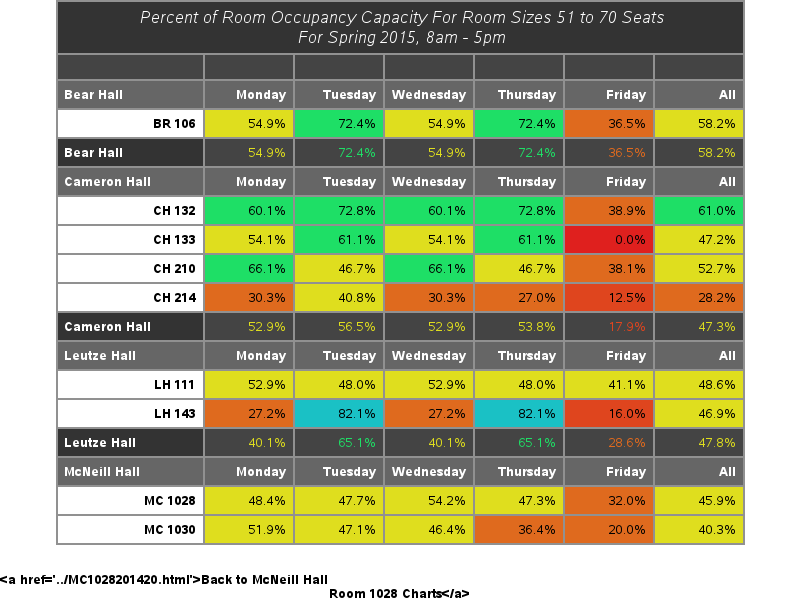 Percent of Room Occupancy Capacity For Room Sizes 51 to 70 Seats
For Spring 2015, 8am - 5pm
Bear Hall Monday Tuesday Wednesday Thursday Friday All
BR 106 54.9% 72.4% 54.9% 72.4% 36.5% 58.2%
Bear Hall 54.9% 72.4% 54.9% 72.4% 36.5% 58.2%
Cameron Hall Monday Tuesday Wednesday Thursday Friday All
CH 132 60.1% 72.8% 60.1% 72.8% 38.9% 61.0%
CH 133 54.1% 61.1% 54.1% 61.1% 0.0% 47.2%
CH 210 66.1% 46.7% 66.1% 46.7% 38.1% 52.7%
CH 214 30.3% 40.8% 30.3% 27.0% 12.5% 28.2%
Cameron Hall 52.9% 56.5% 52.9% 53.8% 17.9% 47.3%
Leutze Hall Monday Tuesday Wednesday Thursday Friday All
LH 111 52.9% 48.0% 52.9% 48.0% 41.1% 48.6%
LH 143 27.2% 82.1% 27.2% 82.1% 16.0% 46.9%
Leutze Hall 40.1% 65.1% 40.1% 65.1% 28.6% 47.8%
McNeill Hall Monday Tuesday Wednesday Thursday Friday All
MC 1028 48.4% 47.7% 54.2% 47.3% 32.0% 45.9%
MC 1030 51.9% 47.1% 46.4% 36.4% 20.0% 40.3%
<a href='../MC1028201420.html'>Back to McNeill Hall
Room 1028 Charts</a>